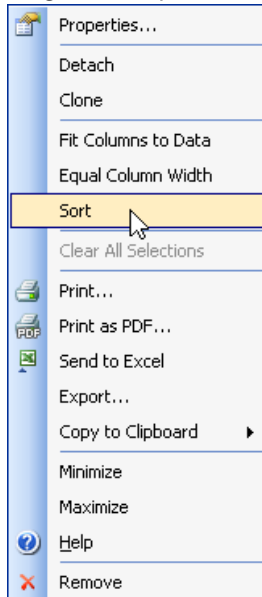 Properties...
Detach
Clone
Fit Columns to Data
Equal Column Width
Sort
Clear All Selections
Print...
PDF Print as PDF...
Send to Excel
Export...
Copy to Clipboard
Minimize
Maximize
Help
Remove